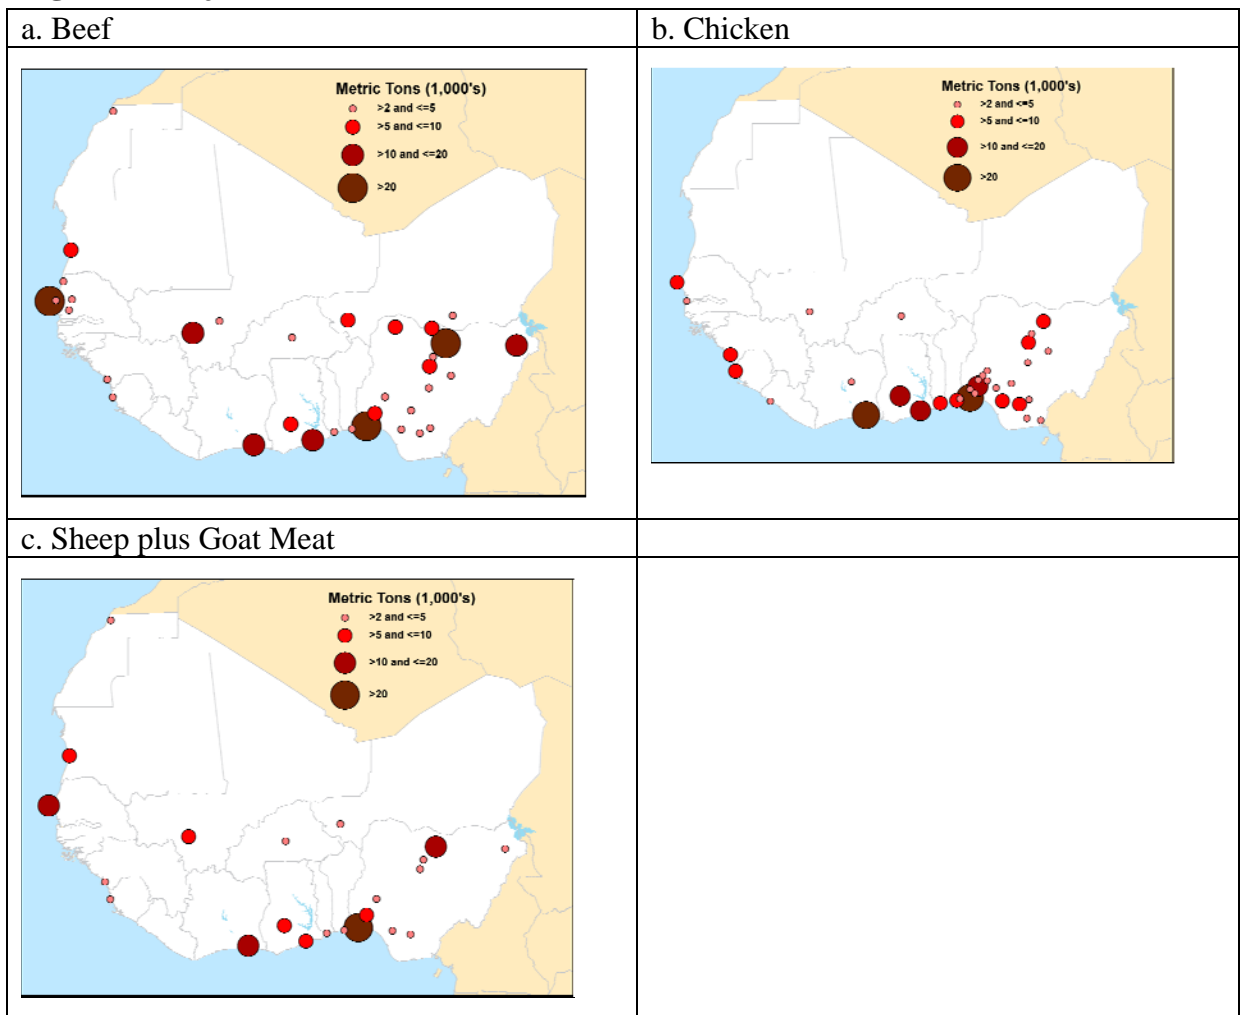 a. Beef
b. Chicken
Metric Tons (1,000's)
>2 and <=5
>5 and <=10
>10 and <=20
>20
Metric Tons (1,000's)
>2 and <=5
>5 and <=10
>10 and <=20
>20
c. Sheep plus Goat Meat
Metric Tons (1,000's)
>2 and <=5
>5 and <=10
>10 and <=20
>20